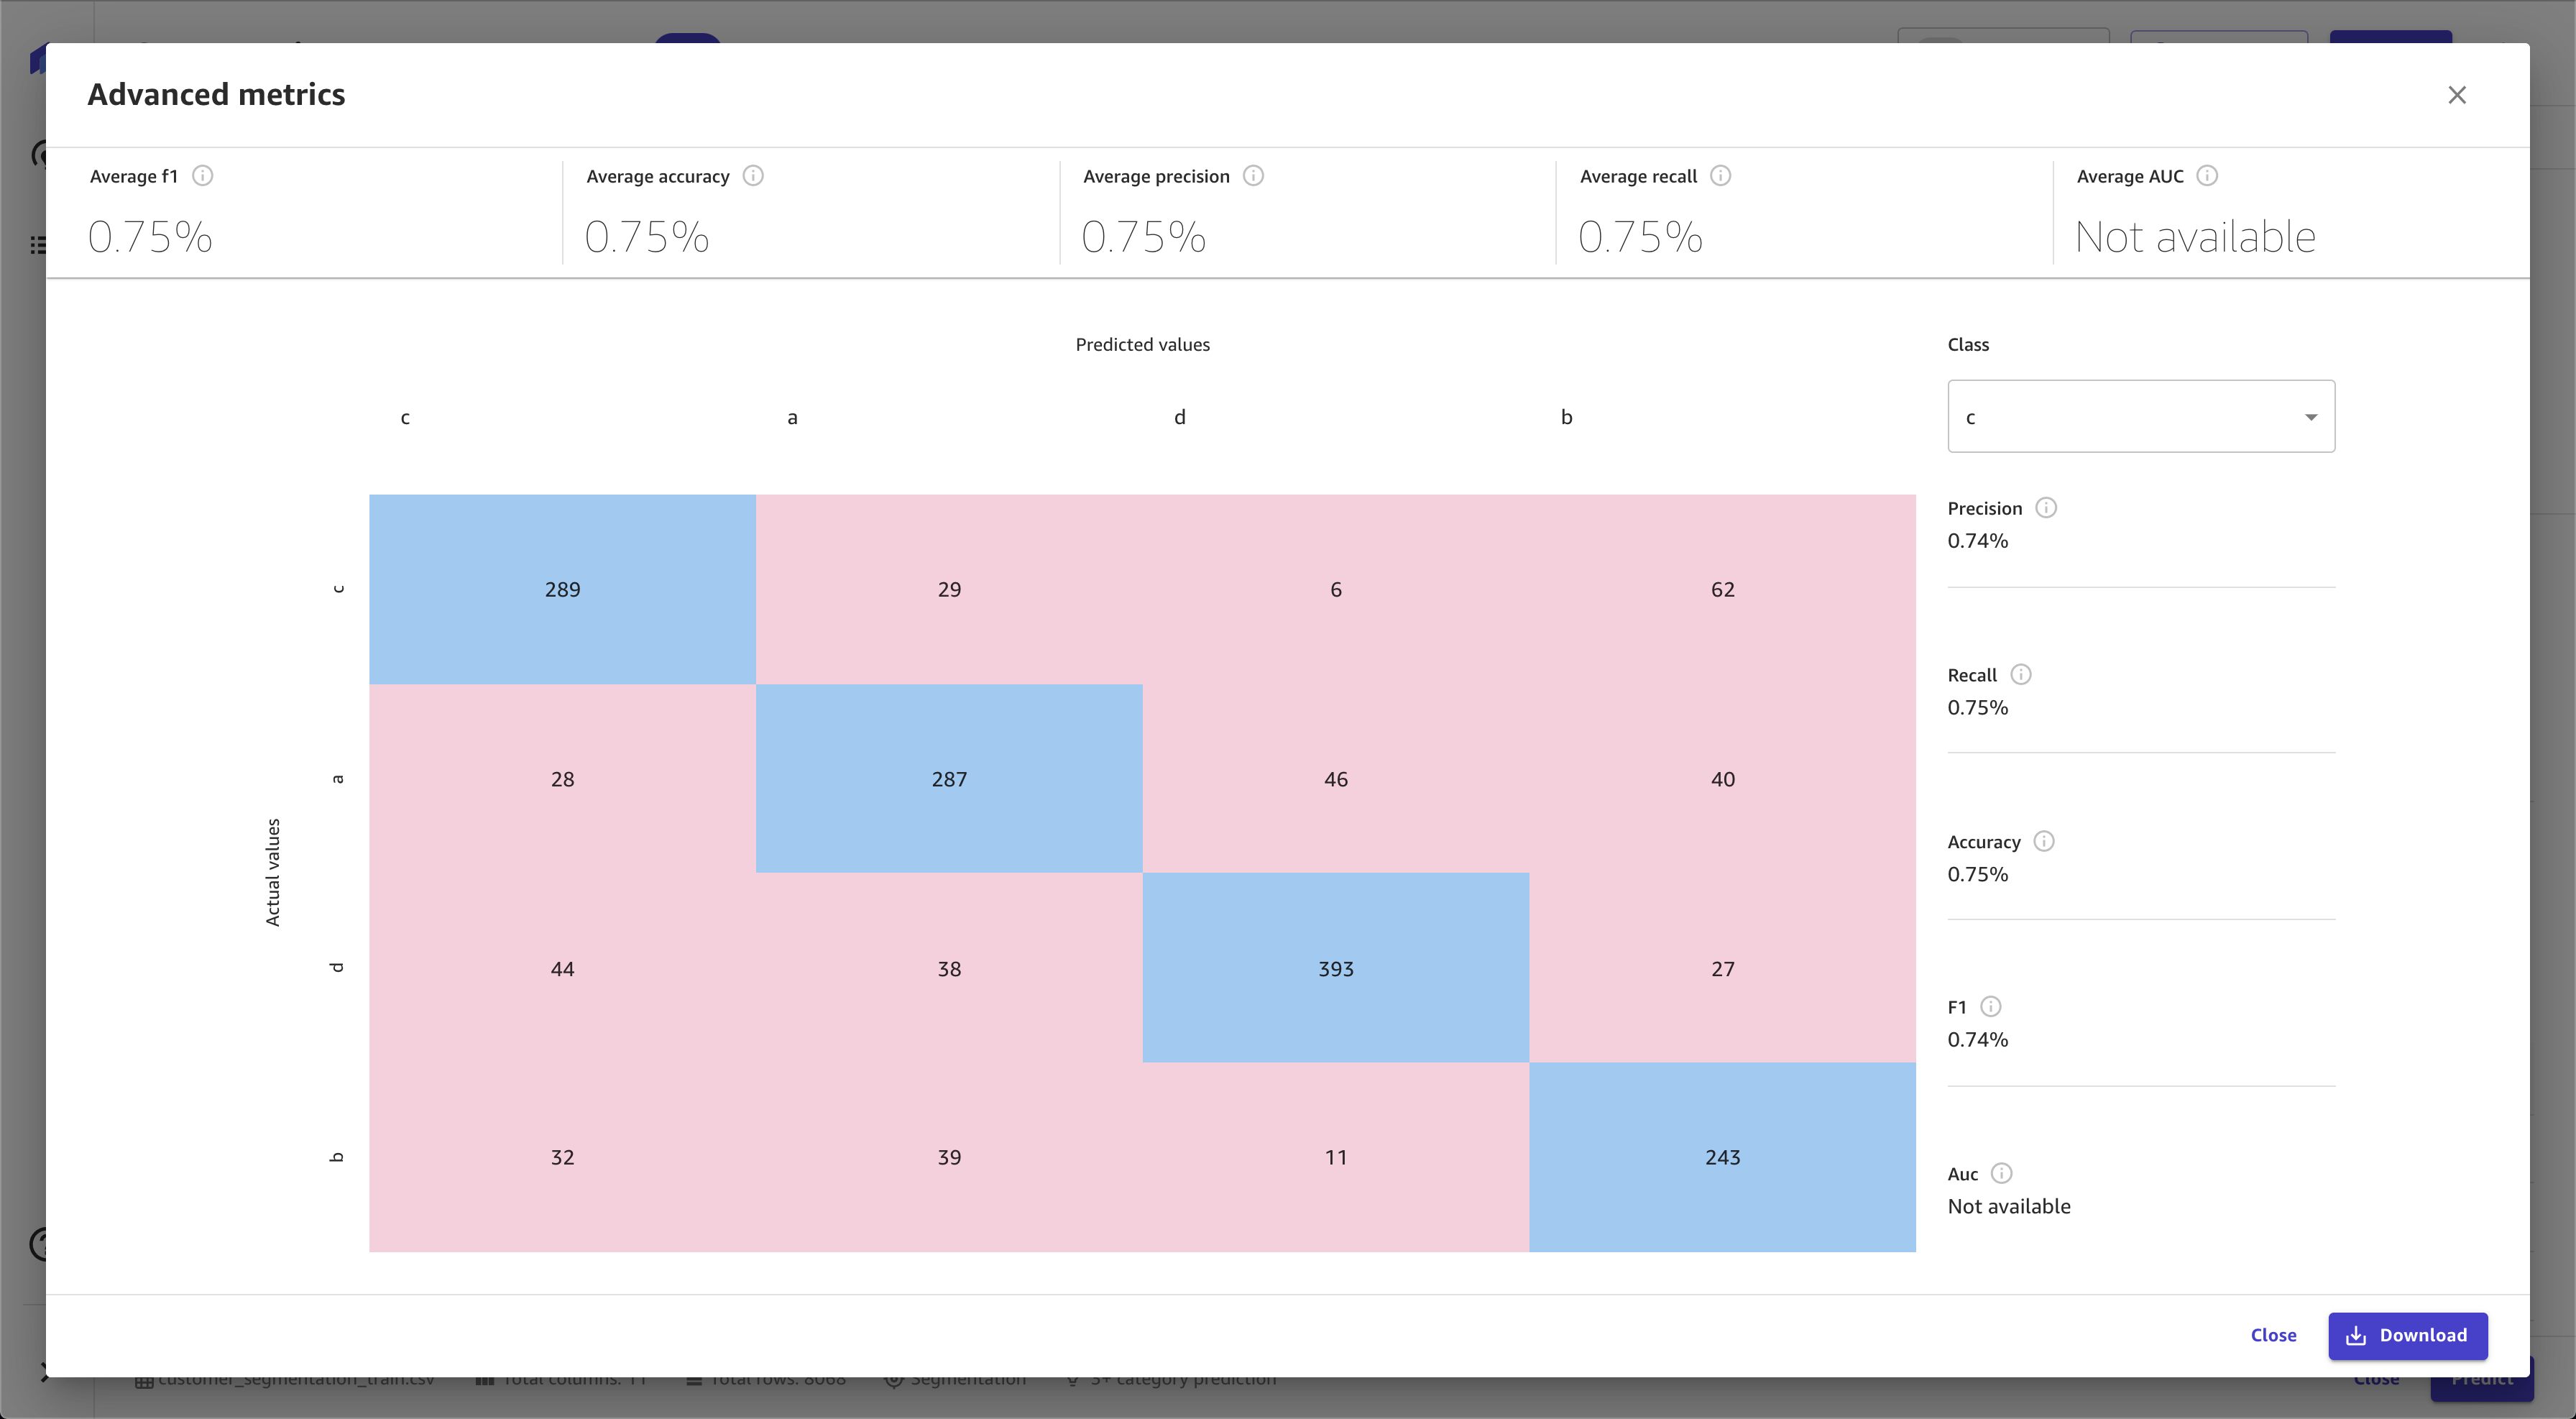 Advanced metrics
Average f1
0.75%
Average accuracy
0.75%
Average precision
0.75%
Average recall
0.75%
Average AUC
Not available
Predicted values
Class
c a d b
c
c 289 29 6 62
Precision
0.74%
Recall
0.75%
a 28 287 46 40
Accuracy
0.75%
Actual values
d 44 38 393 27
F1
0.74%
b 32 39 11 243
Auc
Not available
Close Download
customer_segmentation_train.csv Total columns: 11 Total rows: 8068 Segmentation 3+ category prediction Close Predict